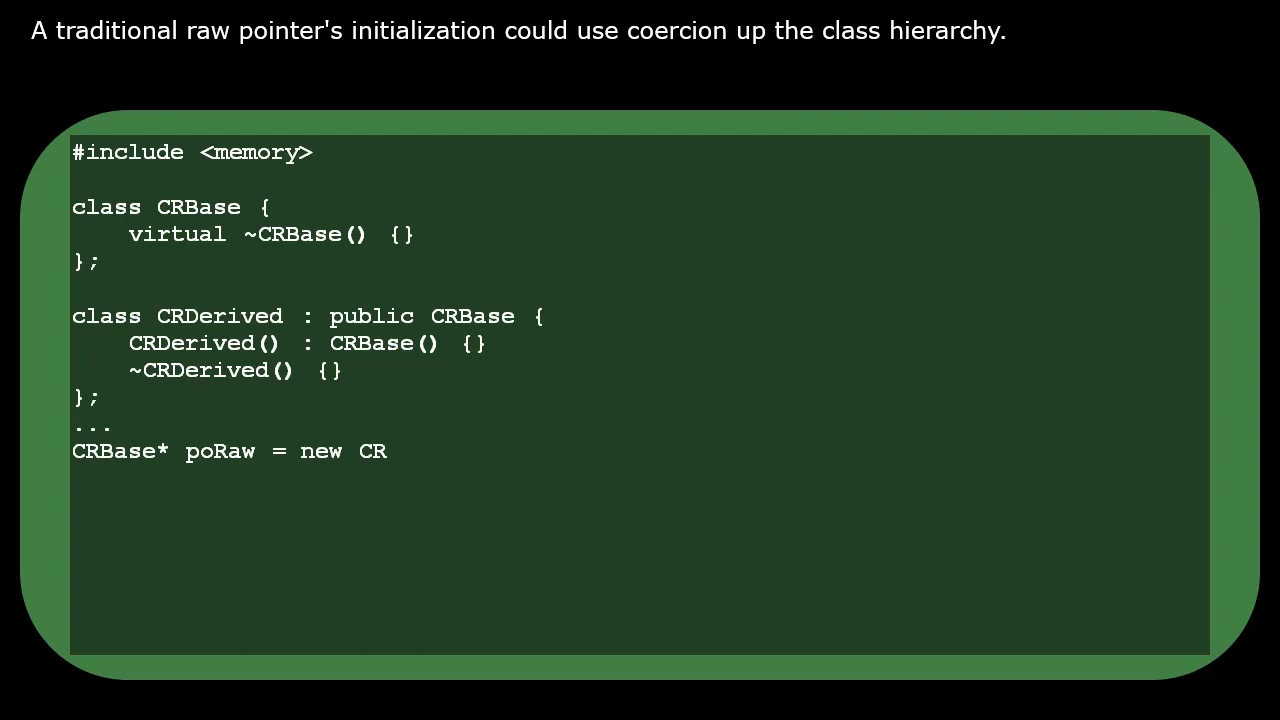 A traditional raw pointer's initialization could use coercion up the class hierarchy.
#include <memory>
class CRBase {
    virtual ~CRBase() {}
};
class CRDerived : public CRBase {
    CRDerived() : CRBase() {}
    ~CRDerived() {}
};
...
CRBase* poRaw = new CR